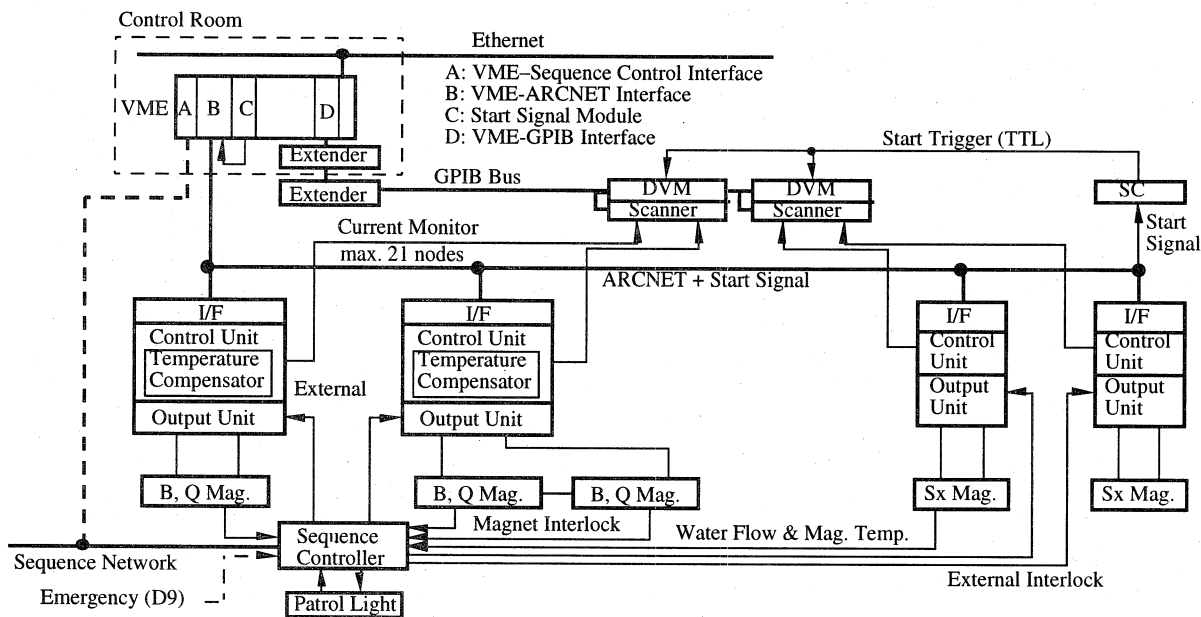 Control Room
Ethernet
VME
A
B
C
D
A: VME–Sequence Control Interface
B: VME-ARCNET Interface
C: Start Signal Module
D: VME-GPIB Interface
Extender
Extender
GPIB Bus
Start Trigger (TTL)
DVM
Scanner
DVM
Scanner
SC
Start
Signal
Current Monitor
max. 21 nodes
ARCNET + Start Signal
I/F
Control Unit
Temperature
Compensator
Output Unit
External
I/F
Control Unit
Temperature
Compensator
Output Unit
I/F
Control
Unit
Output
Unit
I/F
Control
Unit
Output
Unit
B, Q Mag.
B, Q Mag.
B, Q Mag.
Sx Mag.
Sx Mag.
Magnet Interlock
Sequence
Controller
Water Flow & Mag. Temp.
Sequence Network
External Interlock
Emergency (D9)
Patrol Light